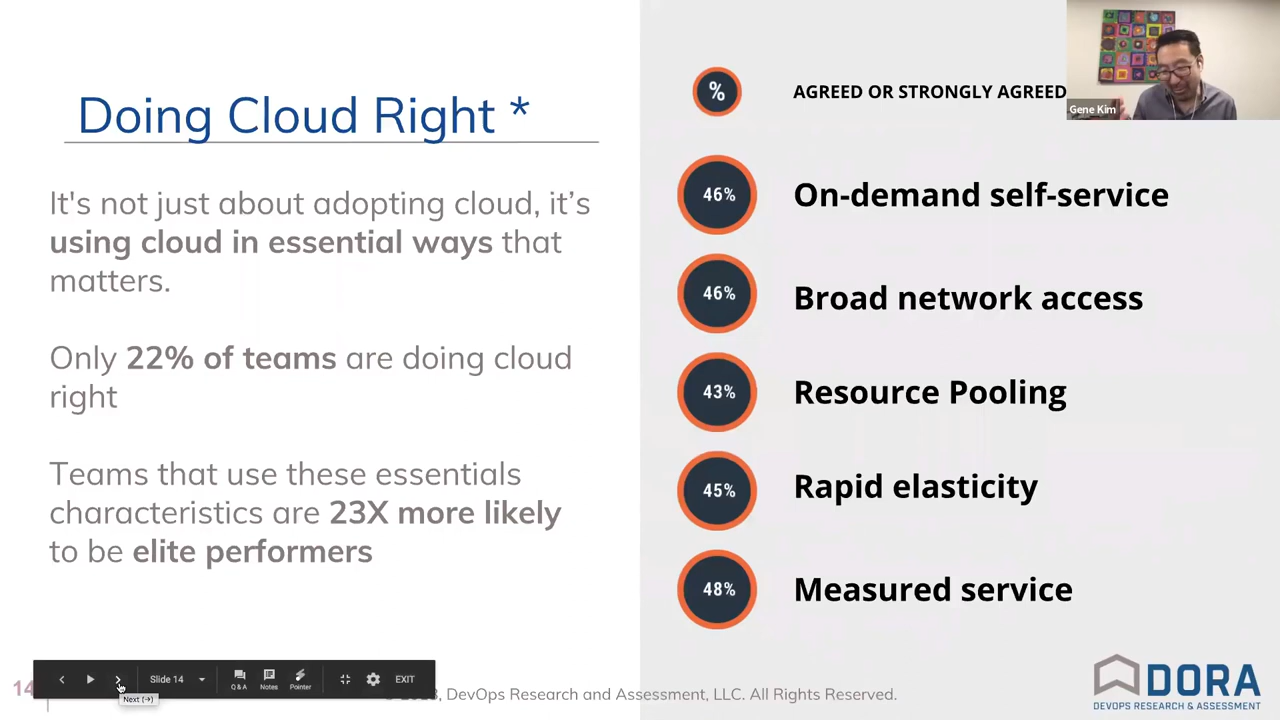 Doing Cloud Right *
It's not just about adopting cloud, it’s
using cloud in essential ways that
matters.
Only 22% of teams are doing cloud
right
Teams that use these essentials
characteristics are 23X more likely
to be elite performers
% AGREED OR STRONGLY AGREED
46% On-demand self-service
46% Broad network access
43% Resource Pooling
45% Rapid elasticity
48% Measured service
Gene Kim
14
Slide 14
Q & A
Notes
Pointer
EXIT
Next (→)
DevOps Research and Assessment, LLC. All Rights Reserved.
DORA
DEVOPS RESEARCH & ASSESSMENT